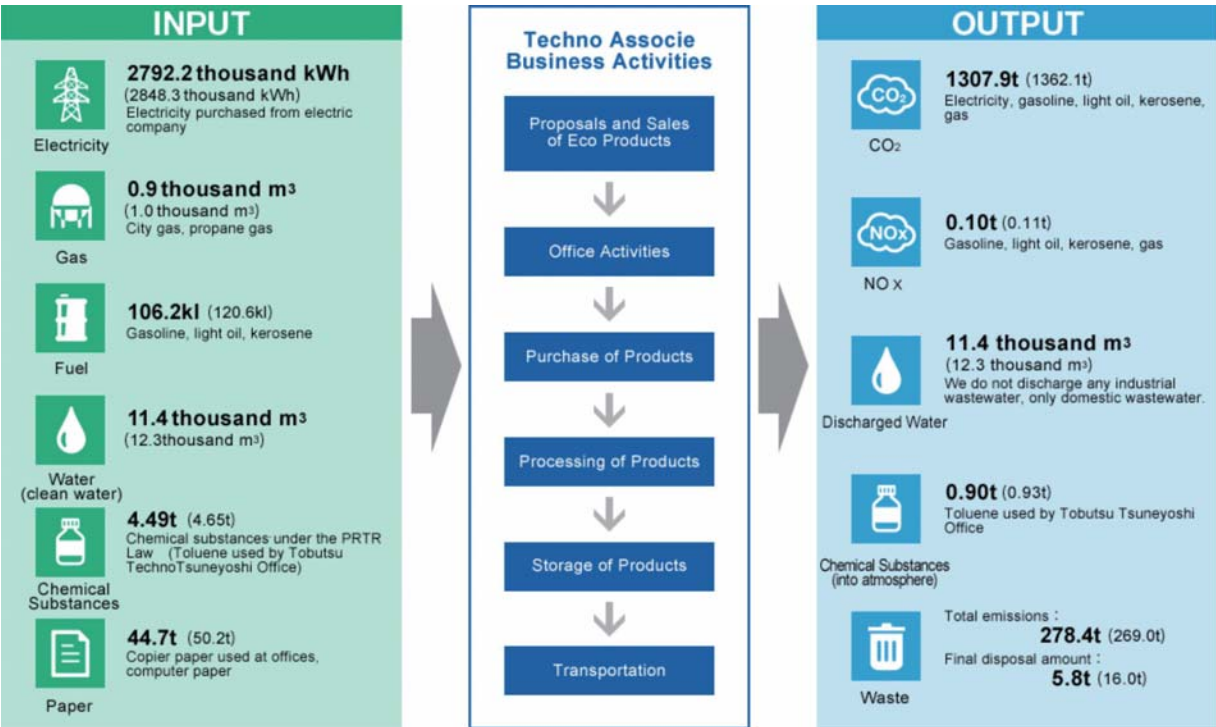 INPUT
2792.2 thousand kWh
(2848.3 thousand kWh)
Electricity purchased from electric
company
Electricity
0.9 thousand m³
(1.0 thousand m³)
City gas, propane gas
Gas
106.2kl (120.6kl)
Gasoline, light oil, kerosene
Fuel
11.4 thousand m³
(12.3thousand m³)
Water
(clean water)
4.49t (4.65t)
Chemical substances under the PRTR
Law (Toluene used by Tobutsu
TechnoTsuneyoshi Office)
Chemical
Substances
44.7t (50.2t)
Copier paper used at offices,
computer paper
Paper
Techno Associe
Business Activities
Proposals and Sales
of Eco Products
Office Activities
Purchase of Products
Processing of Products
Storage of Products
Transportation
OUTPUT
CO₂
1307.9t (1362.1t)
Electricity, gasoline, light oil, kerosene,
gas
CO₂
NOx
0.10t (0.11t)
Gasoline, light oil, kerosene, gas
NO x
11.4 thousand m³
(12.3 thousand m³)
We do not discharge any industrial
wastewater, only domestic wastewater.
Discharged Water
0.90t (0.93t)
Toluene used by Tobutsu Tsuneyoshi
Office
Chemical Substances
(into atmosphere)
Total emissions :
278.4t (269.0t)
Final disposal amount :
5.8t (16.0t)
Waste